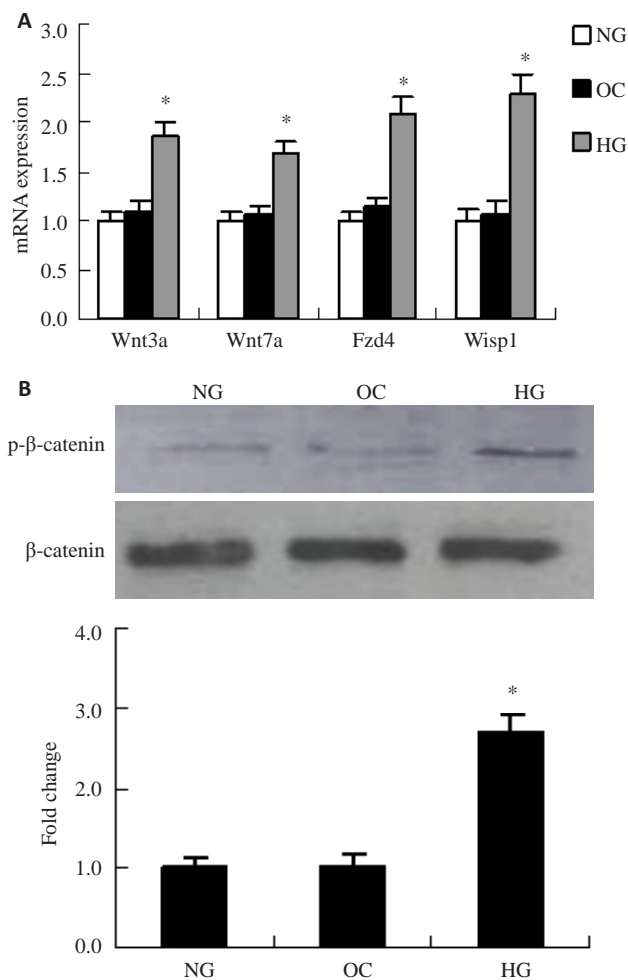 A
3.0
2.5
2.0
1.5
1.0
0.5
0.0
mRNA expression
* * * *
Wnt3a Wnt7a Fzd4 Wisp1
NG
OC
HG
B
NG OC HG
p-β-catenin
β-catenin
4.0
3.0
2.0
1.0
0.0
Fold change
*
NG OC HG